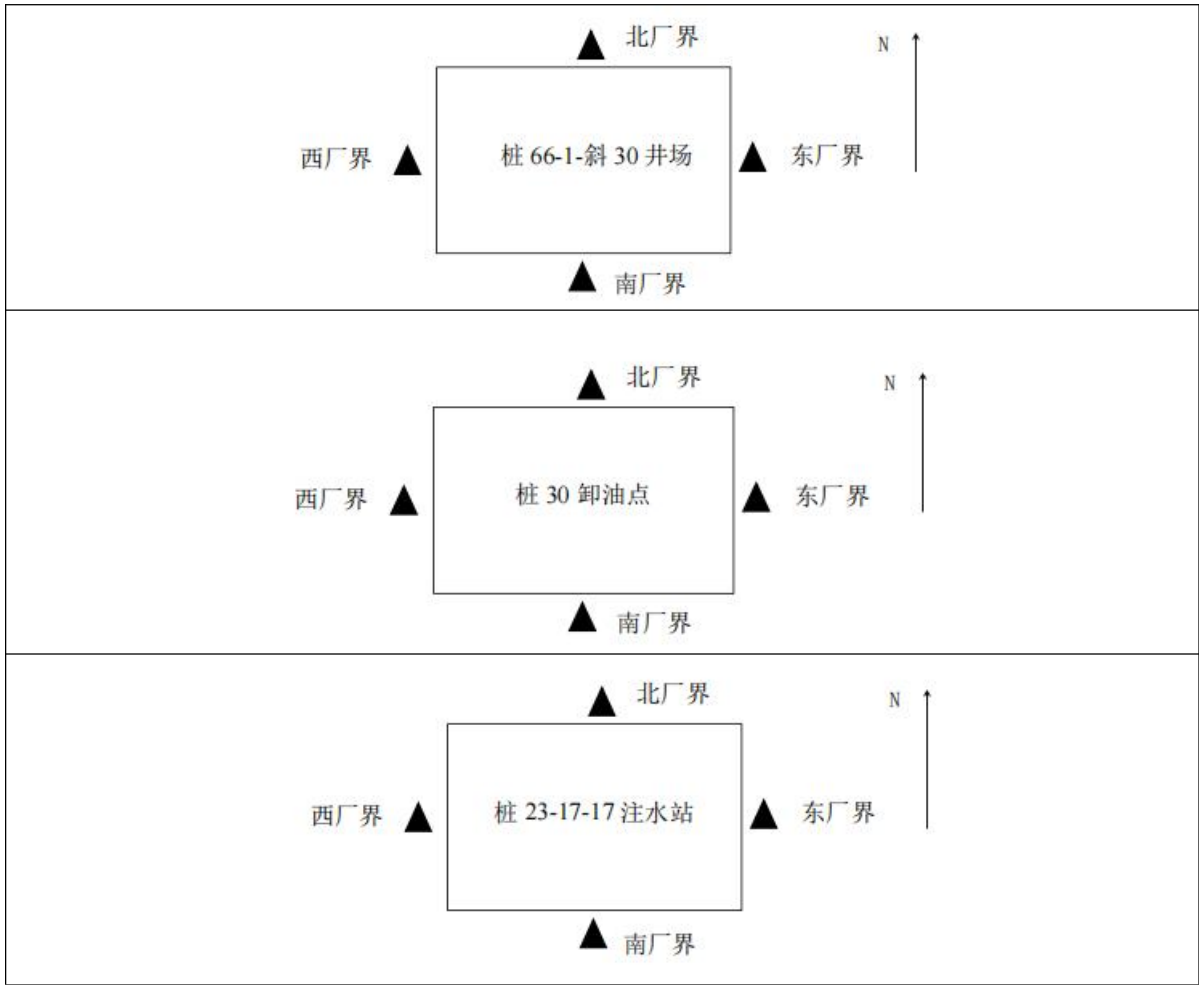 北厂界
N
西厂界
桩 66-1-斜 30 井场
东厂界
南厂界
北厂界
N
西厂界
桩 30 卸油点
东厂界
南厂界
北厂界
N
西厂界
桩 23-17-17 注水站
东厂界
南厂界